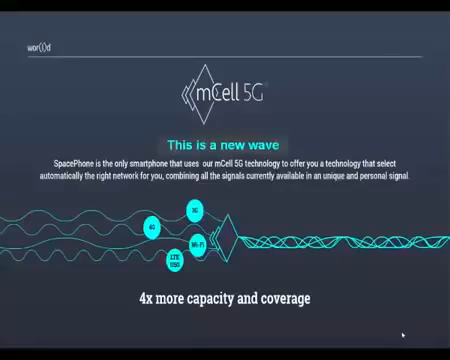 wor(l)d
mCell 5G
This is a new wave
SpacePhone is the only smartphone that uses our mCell 5G technology to offer you a technology that select
automatically the right network for you, combining all the signals currently available in an unique and personal signal.
3G
4G
Wi-Fi
LTE
U5G
4x more capacity and coverage